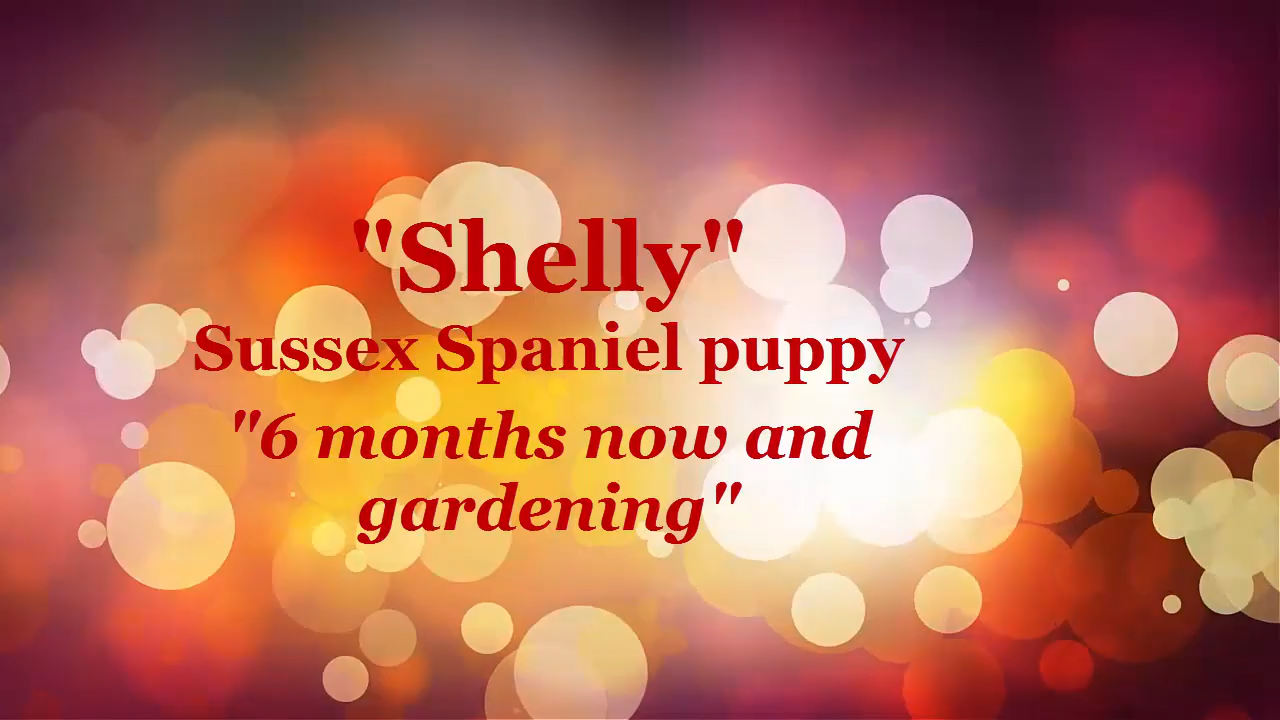 "Shelly"
Sussex Spaniel puppy
"6 months now and
gardening"